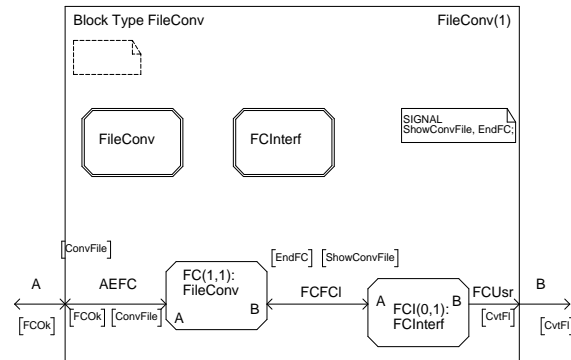 Block Type FileConv
FileConv(1)
FileConv
FCInterf
SIGNAL
ShowConvFile, EndFC;
[ConvFile]
[EndFC] [ShowConvFile]
A
AEFC
FC(1,1):
FileConv
A
B
FCFCI
A
B
FCI(0,1):
FCInterf
FCUsr
B
[FCOk]
[FCOk] [ConvFile]
[CvtFl]
[CvtFl]